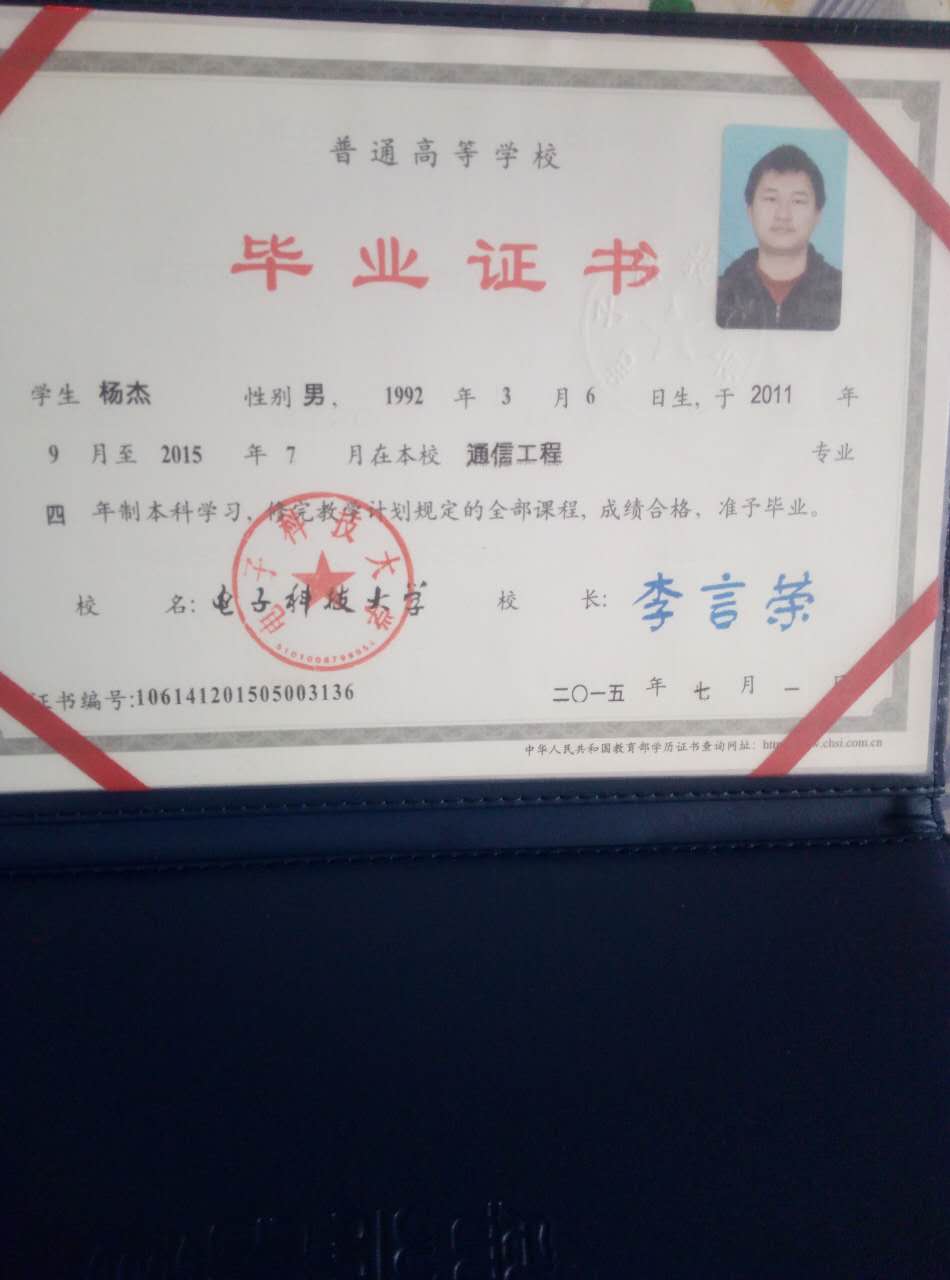 普通高等学校
毕业证书
学生 杨杰 性别 男、 1992 年 3 月 6 日生, 于 2011 年
9 月至 2015 年 7 月在本校 通信工程 专业
四 年制本科学习, 修完教学计划规定的全部课程, 成绩合格, 准予毕业。
校 名: 电子科技大学 校 长: 李言荣
电子科技大学
证书编号:106141201505003136 二〇一五 年 七 月 一 日
中华人民共和国教育部学历证书查询网址: http://www.chsi.com.cn